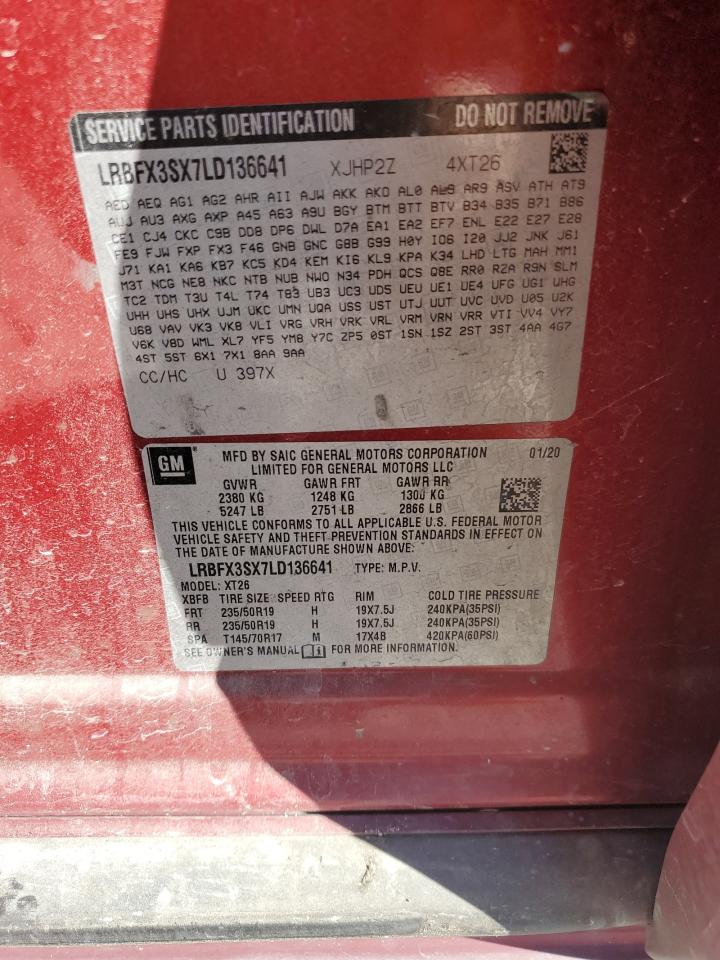 SERVICE PARTS IDENTIFICATION DO NOT REMOVE
LRBFX3SX7LD136641 XJHP2Z 4XT26
AED AEQ AG1 AG2 AHR AII AJW AKK AKO AL0 AL9 AR9 ASV ATH AT9
AUJ AU3 AXG AXP A45 A63 A9U BGY BTM BTT BTV B34 B35 B71 B86
CE1 CJ4 CKC C9B DD8 DP6 DWL D7A EA1 EA2 EF7 ENL E22 E27 E28
FE9 FJW FXP FX3 F46 GNB GNC G8B G99 H0Y IO6 I20 JJ2 JNK J61
J71 KA1 KA6 KB7 KC5 KD4 KEM K16 KL9 KPA K34 LHD LTG MAH MM1
M3T NCG NE8 NKC NTB NUB NWO N34 PDH QCS Q8E RR0 RZA R9N SLM
TC2 TDM T3U T4L T74 T83 UB3 UC3 UD5 UEU UE1 UE4 UFG UG1 UHG
UHH UHS UHX UJM UKC UMN UQA USS UST UTJ UUT UVC UVD U05 U2K
U68 VAV VK3 VK8 VLI VRG VRH VRK VRL VRM VRN VRR VTI VV4 VY7
V6K V8D WML XL7 YF5 YM8 Y7C ZP5 0ST 1SN 1SZ 2ST 3ST 4AA 4G7
4ST 5ST 6X1 7X1 8AA 9AA
CC/HC U 397X
GM
MFD BY SAIC GENERAL MOTORS CORPORATION 01/20
LIMITED FOR GENERAL MOTORS LLC
GVWR GAWR FRT GAWR RR
2380 KG 1248 KG 1300 KG
5247 LB 2751 LB 2866 LB
THIS VEHICLE CONFORMS TO ALL APPLICABLE U.S. FEDERAL MOTOR
VEHICLE SAFETY AND THEFT PREVENTION STANDARDS IN EFFECT ON
THE DATE OF MANUFACTURE SHOWN ABOVE:
LRBFX3SX7LD136641 TYPE: M.P.V.
MODEL: XT26
XBFB TIRE SIZE SPEED RTG RIM COLD TIRE PRESSURE
FRT 235/50R19 H 19X7.5J 240KPA(35PSI)
RR 235/50R19 H 19X7.5J 240KPA(35PSI)
SPA T145/70R17 M 17X4B 420KPA(60PSI)
SEE OWNER'S MANUAL FOR MORE INFORMATION